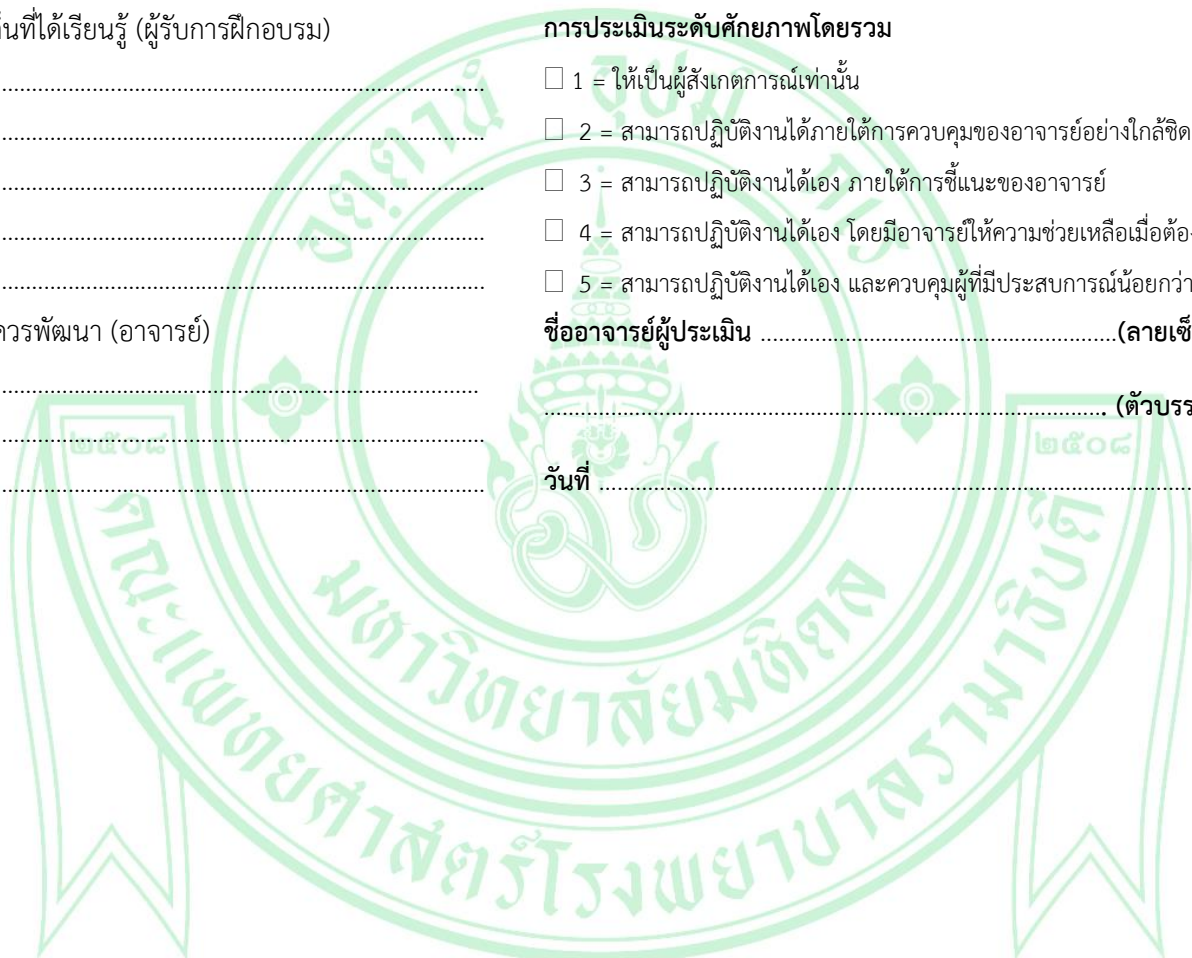 ที่ได้เรียนรู้ (ผู้รับการฝึกอบรม)
................................................................................
................................................................................
................................................................................
................................................................................
................................................................................
ควรพัฒนา (อาจารย์)
................................................................................
................................................................................
................................................................................
การประเมินระดับศักยภาพโดยรวม
☐ 1 = ให้เป็นผู้สังเกตการณ์เท่านั้น
☐ 2 = สามารถปฏิบัติงานได้ภายใต้การควบคุมของอาจารย์อย่างใกล้ชิด
☐ 3 = สามารถปฏิบัติงานได้เอง ภายใต้การชี้แนะของอาจารย์
☐ 4 = สามารถปฏิบัติงานได้เอง โดยมีอาจารย์ให้ความช่วยเหลือเมื่อ
☐ 5 = สามารถปฏิบัติงานได้เอง และควบคุมผู้ที่มีประสบการณ์น้อยกว่า
ชื่ออาจารย์ผู้ประเมิน ............................................................(ลายเซ็
.............................................................................................. (ตัวบรร
วันที่ ....................................................................................................
อตฺตานํ อุปมํ กเร
๒๕๐๘
๒๕๐๘
มหาวิทยาลัยมหิดล
คณะแพทยศาสตร์โรงพยาบาลรามาธิบดี